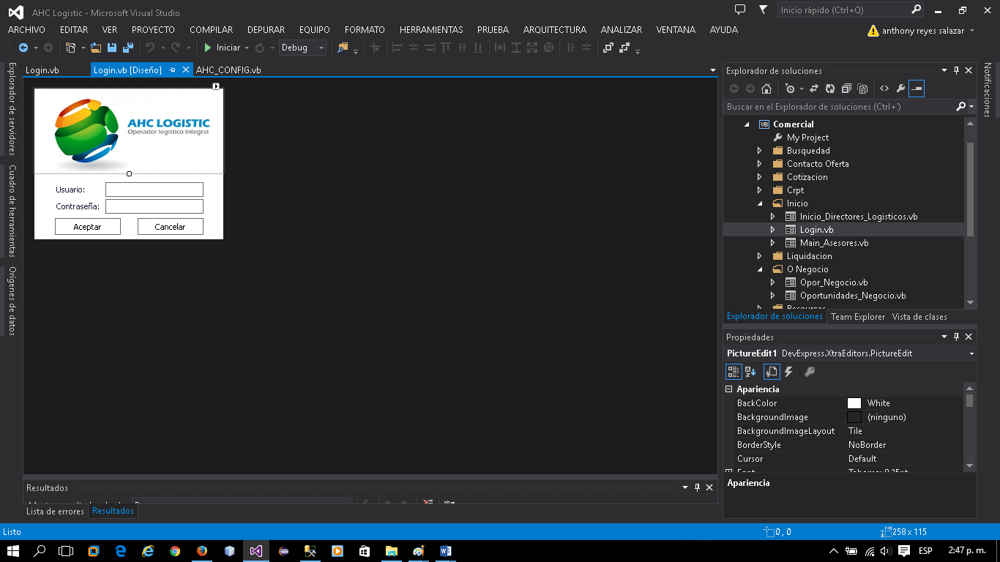 AHC Logistic - Microsoft Visual Studio
Inicio rápido (Ctrl+Q)
ARCHIVO EDITAR VER PROYECTO COMPILAR DEPURAR EQUIPO FORMATO HERRAMIENTAS PRUEBA ARQUITECTURA ANALIZAR VENTANA AYUDA
anthony reyes salazar
Iniciar
Debug
Explorador de servidores
Cuadro de herramientas
Orígenes de datos
Login.vb
Login.vb [Diseño]
AHC_CONFIG.vb
AHC LOGISTIC
Operador logístico integral
Usuario:
Contraseña:
Aceptar
Cancelar
Explorador de soluciones
Buscar en el Explorador de soluciones (Ctrl+´)
VB Comercial
My Project
Busquedad
Contacto Oferta
Cotizacion
Crpt
Inicio
Inicio_Directores_Logisticos.vb
Login.vb
Main_Asesores.vb
Liquidacion
O Negocio
Opor_Negocio.vb
Oportunidades_Negocio.vb
Resources
Explorador de soluciones Team Explorer Vista de clases
Notificaciones
Propiedades
PictureEdit1 DevExpress.XtraEditors.PictureEdit
Apariencia
BackColor White
BackgroundImage (ninguno)
BackgroundImageLayout Tile
BorderStyle NoBorder
Cursor Default
Font Tahoma; 8,25pt
Apariencia
Resultados
Lista de errores Resultados
Listo
0 , 0
258 x 115
ESP
2:47 p. m.